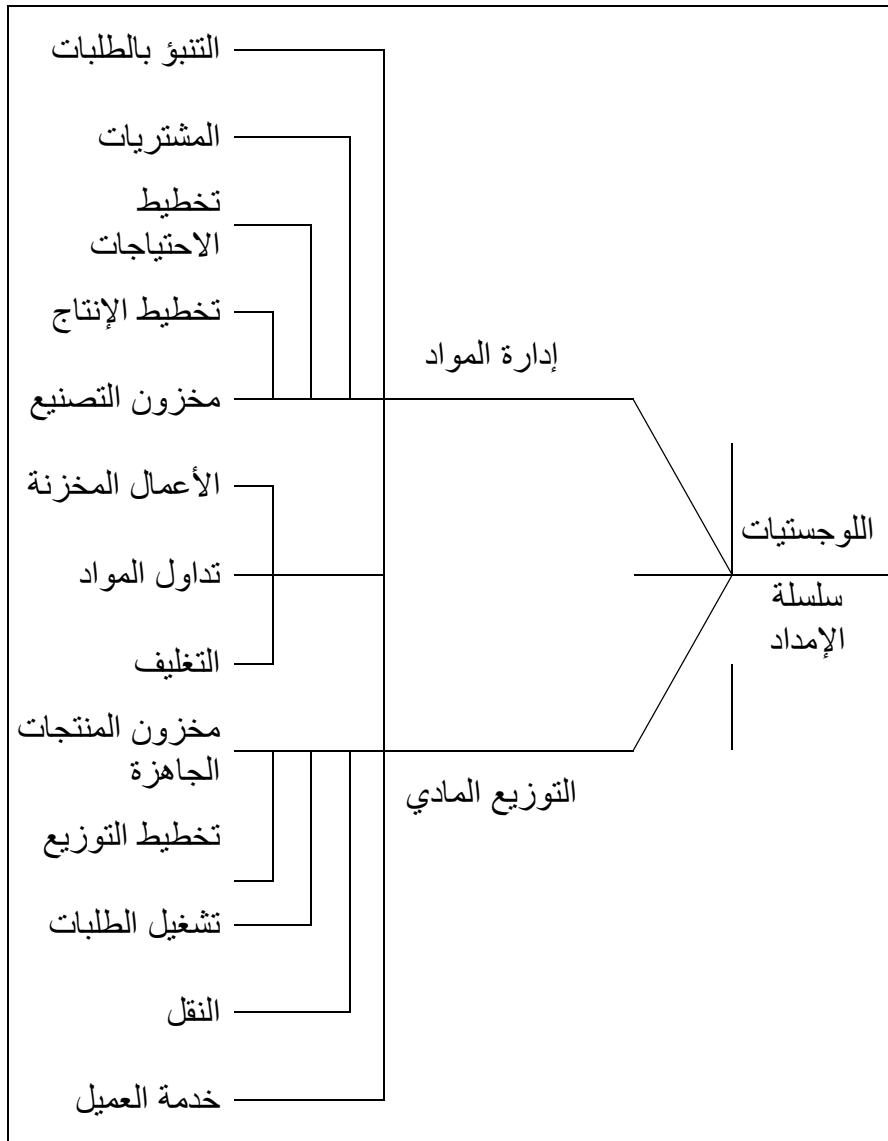 التنبؤ بالطلبات
المشتريات
تخطيط
الاحتياجات
تخطيط الإنتاج
إدارة المواد
مخزون التصنيع
الأعمال المخزنة
اللوجستيات
تداول المواد
سلسلة
الإمداد
التغليف
مخزون المنتجات
الجاهزة
التوزيع المادي
تخطيط التوزيع
تشغيل الطلبات
النقل
خدمة العميل